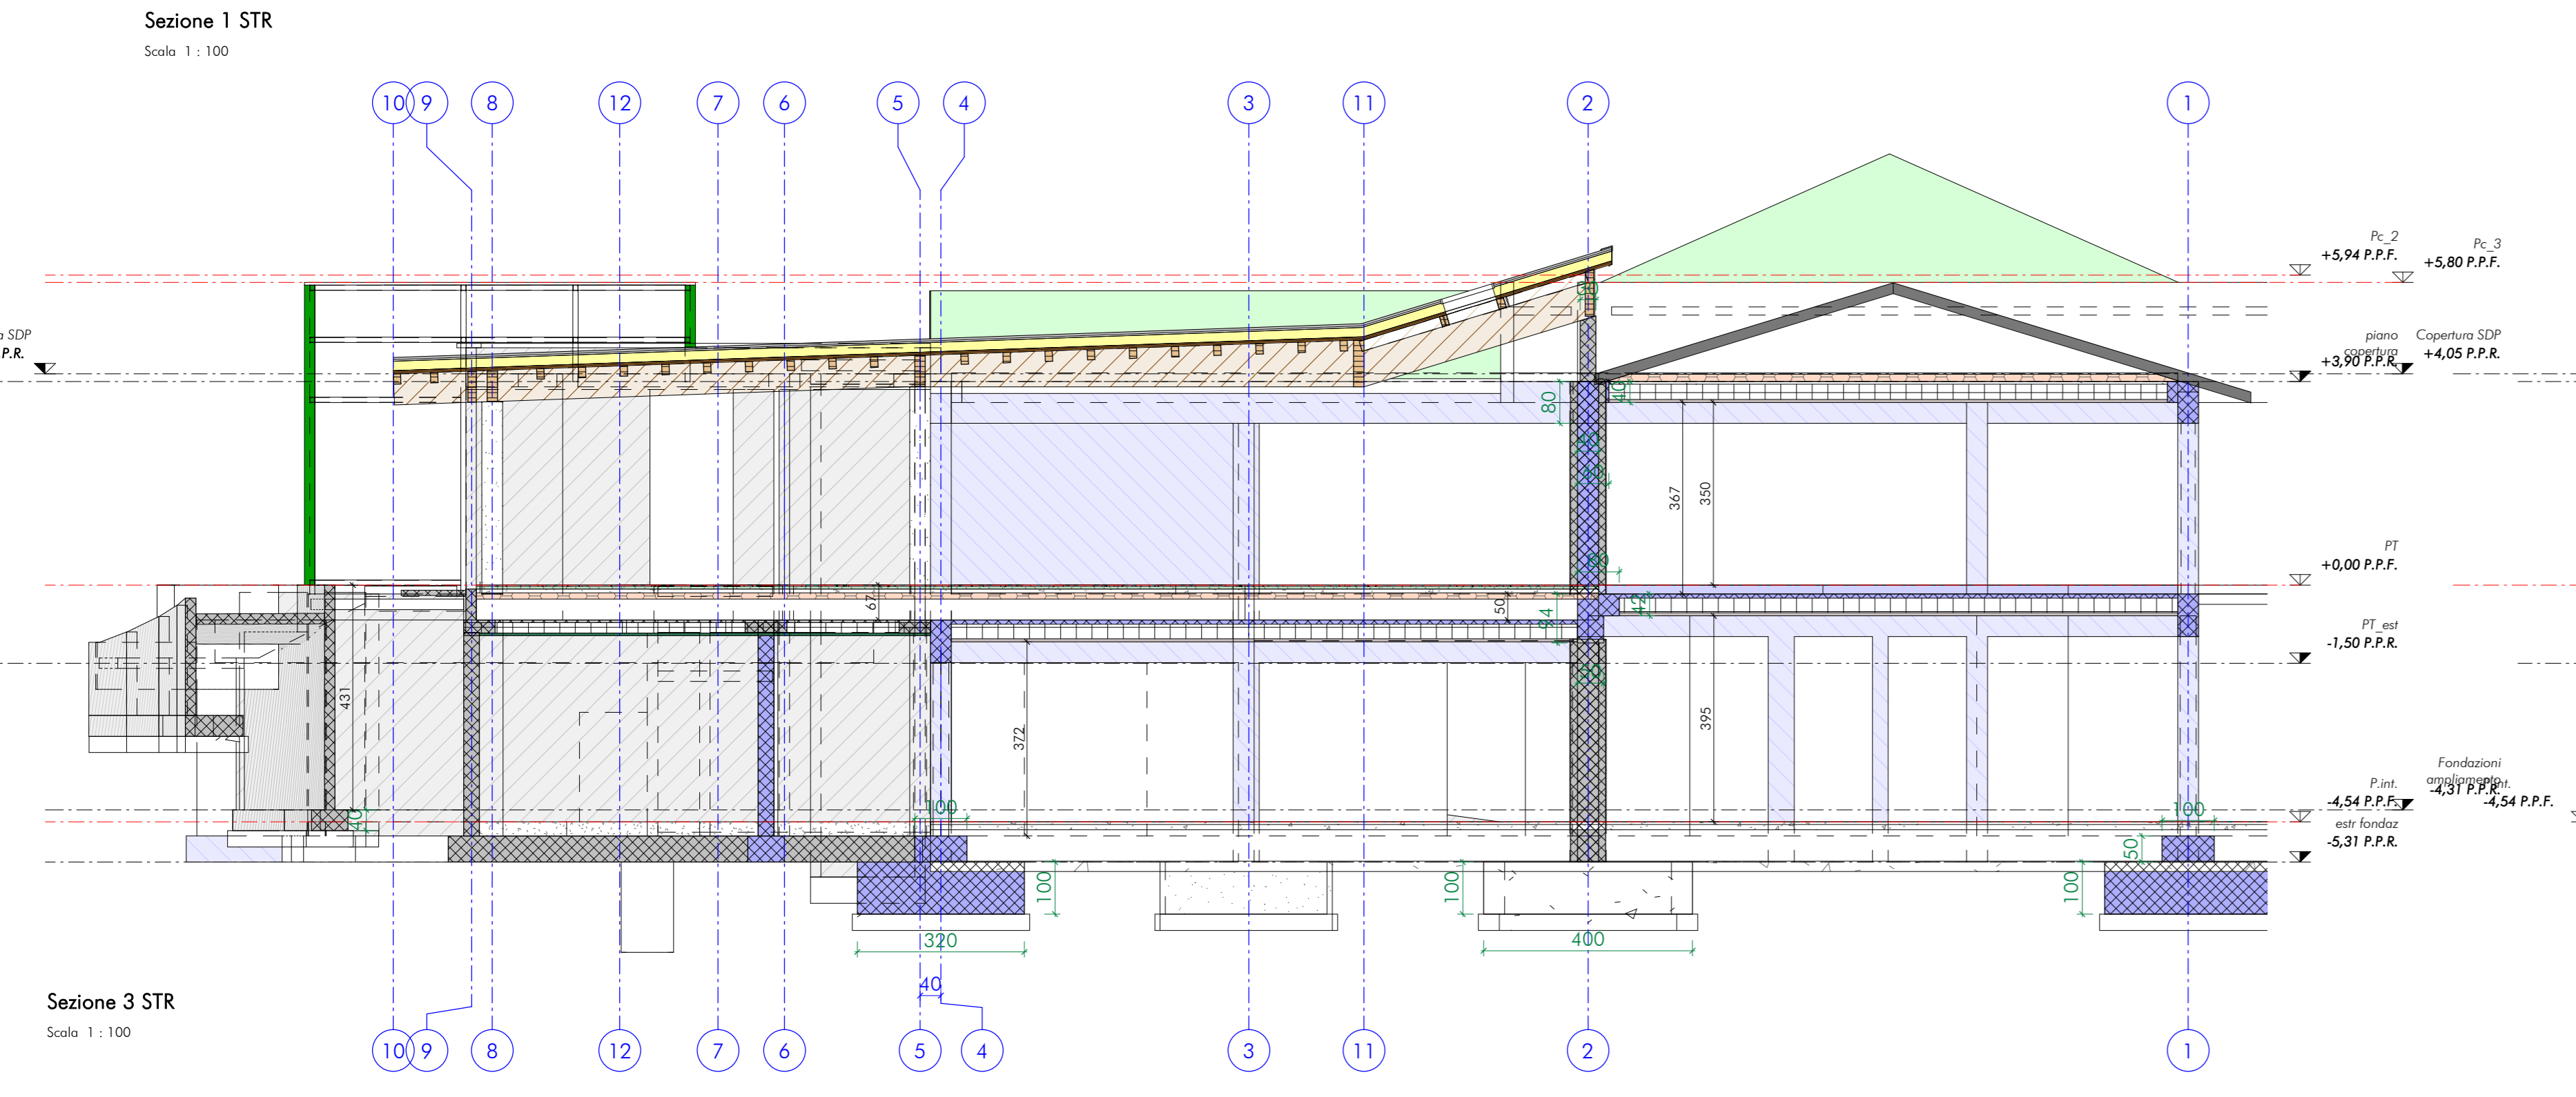 Sezione 1 STR
Scala 1 : 100
10 9 8 12 7 6 5 4 3 11 2 1
Pc_2
+5,94 P.P.F.
Pc_3
+5,80 P.P.F.
a SDP
P.R.
piano
copertura
+3,90 P.P.R.
Copertura SDP
+4,05 P.P.R.
80
40
367
350
PT
+0,00 P.P.F.
67
50
94
42
PT_est
-1,50 P.P.R.
431
372
395
Fondazioni
ampliamento
-4,31 P.P.R.
P.int.
-4,54 P.P.F.
-4,54 P.P.F.
estr fondaz
-5,31 P.P.R.
40
100
100
50
100
100
100
320
400
40
Sezione 3 STR
Scala 1 : 100
10 9 8 12 7 6 5 4 3 11 2 1